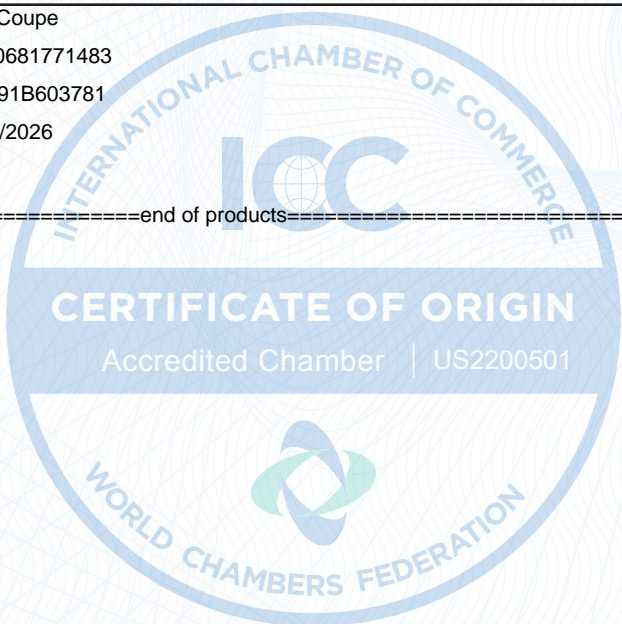 Coupe
0681771483
91B603781
/2026
============end of products============================
INTERNATIONAL CHAMBER OF COMMERCE
ICC
CERTIFICATE OF ORIGIN
Accredited Chamber | US2200501
WORLD CHAMBERS FEDERATION